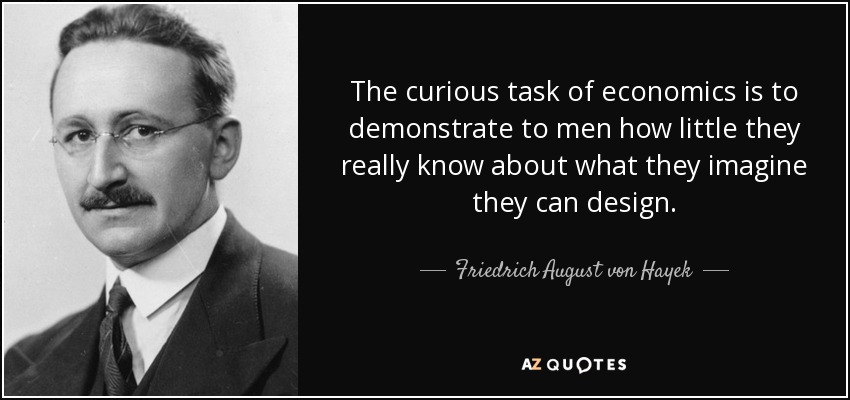 The curious task of economics is to
demonstrate to men how little they
really know about what they imagine
they can design.
Friedrich August von Hayek
AZ QUOTES